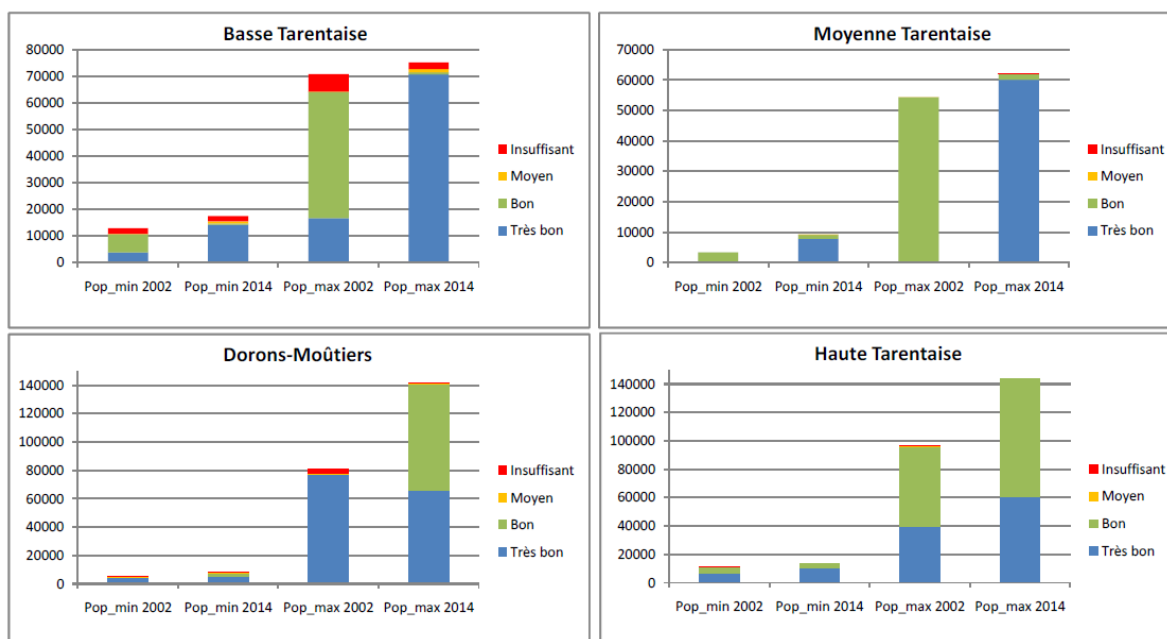 Basse Tarentaise
80000
70000
60000
50000
40000
30000
20000
10000
0
Pop_min 2002 Pop_min 2014 Pop_max 2002 Pop_max 2014
Insuffisant
Moyen
Bon
Très bon
Moyenne Tarentaise
70000
60000
50000
40000
30000
20000
10000
0
Pop_min 2002 Pop_min 2014 Pop_max 2002 Pop_max 2014
Insuffisant
Moyen
Bon
Très bon
Dorons-Moûtiers
140000
120000
100000
80000
60000
40000
20000
0
Pop_min 2002 Pop_min 2014 Pop_max 2002 Pop_max 2014
Insuffisant
Moyen
Bon
Très bon
Haute Tarentaise
140000
120000
100000
80000
60000
40000
20000
0
Pop_min 2002 Pop_min 2014 Pop_max 2002 Pop_max 2014
Insuffisant
Moyen
Bon
Très bon